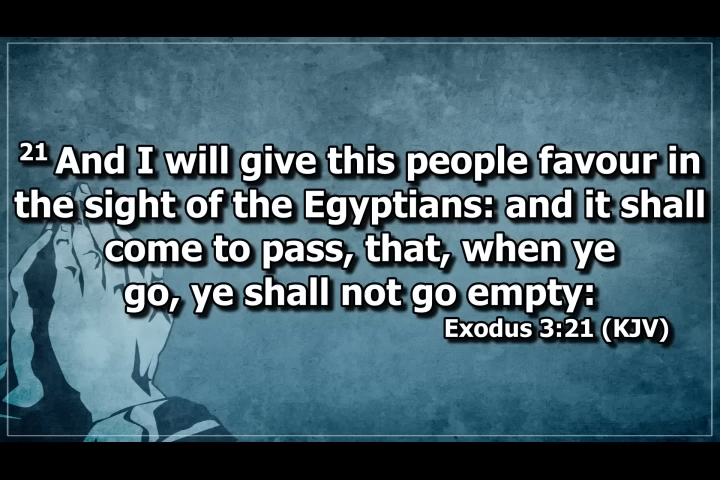 21 And I will give this people favour in
the sight of the Egyptians: and it shall
come to pass, that, when ye
go, ye shall not go empty:
Exodus 3:21 (KJV)